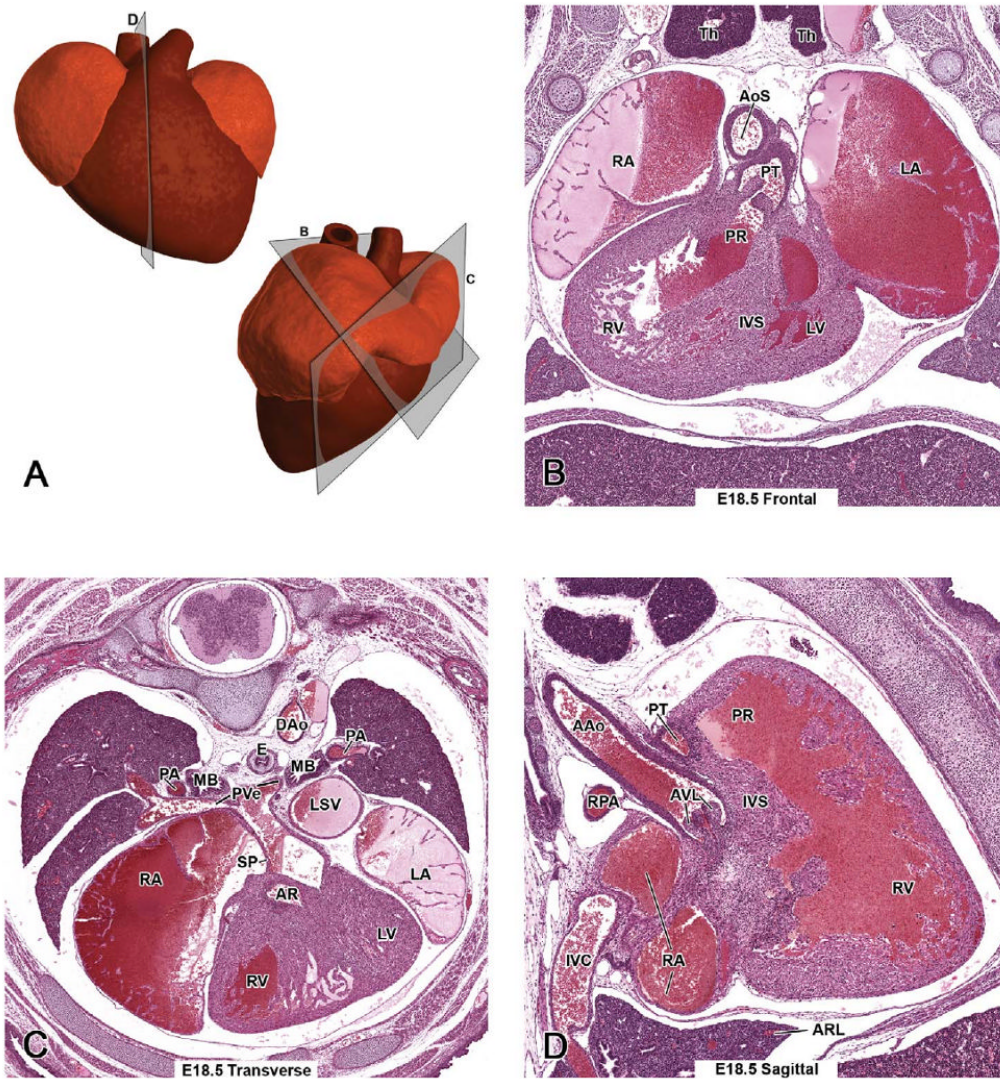 D
B
C
A
Th Th
AoS
RA
LA
PT
PR
RV
IVS
LV
B
E18.5 Frontal
DAo
PA
E
PA
MB
MB
PVe
LSV
SP
RA
LA
AR
LV
RV
C
E18.5 Transverse
PT
PR
AAo
AVL
RPA
IVS
RV
IVC
RA
ARL
D
E18.5 Sagittal